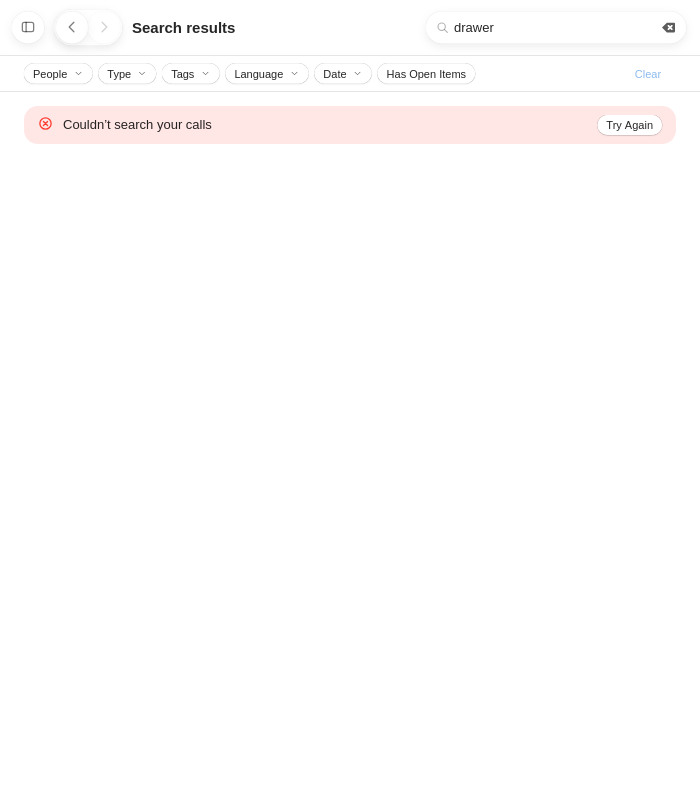 Search results
drawer
People
Type
Tags
Language
Date
Has Open Items
Clear
Couldn’t search your calls
Try Again